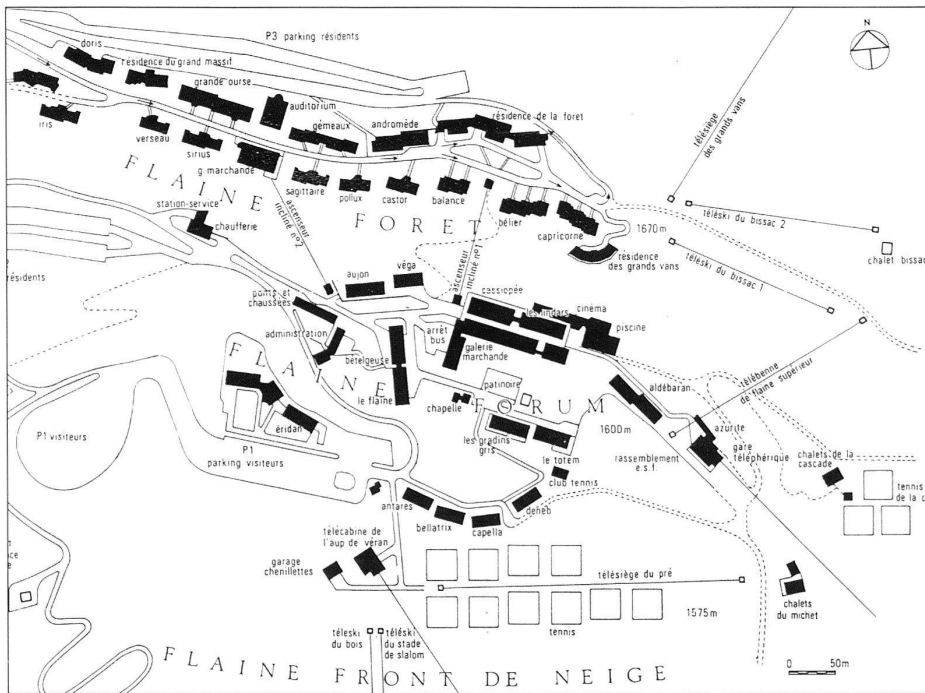 N
P3 parking résidents
doris
résidence du grand massif
grande ourse
auditorium
gémeaux
andromède
résidence de la foret
iris
verseau
sirius
g. marchande
sagittaire
pollux
castor
balance
pélier
capricorne
1670m
résidence
des grands vans
télésiège
des grands vans
téléski du bissac 2
chalet bissac
téléski du bissac 1
FLAINE
FORET
station-service
chaufferie
résidents
ascenseur
incliné n°2
ascenseur
incliné n°1
aujon
véga
cassiopée
les lindars
cinéma
piscine
ponts et
chaussées
administration
bételgeuse
le flaine
arrêt
bus
galerie
marchande
patinoire
chapelle
FLAINE
FORUM
aldébaran
1600m
télébenne
de flaine supérieur
azurite
gare
téléphérique
rassemblement
e.s.f.
chalets de la
cascade
tennis
de la c
P1 visiteurs
éridan
P1
parking visiteurs
les gradins
gris
le totem
club tennis
deneb
antares
bellatrix
capella
télécabine de
l'aup de véran
garage
chenillettes
télésiège du pré
1575m
tennis
chalets
du michet
téleski
du bois
téléski
du stade
de slalom
FLAINE FRONT DE NEIGE
0 50m